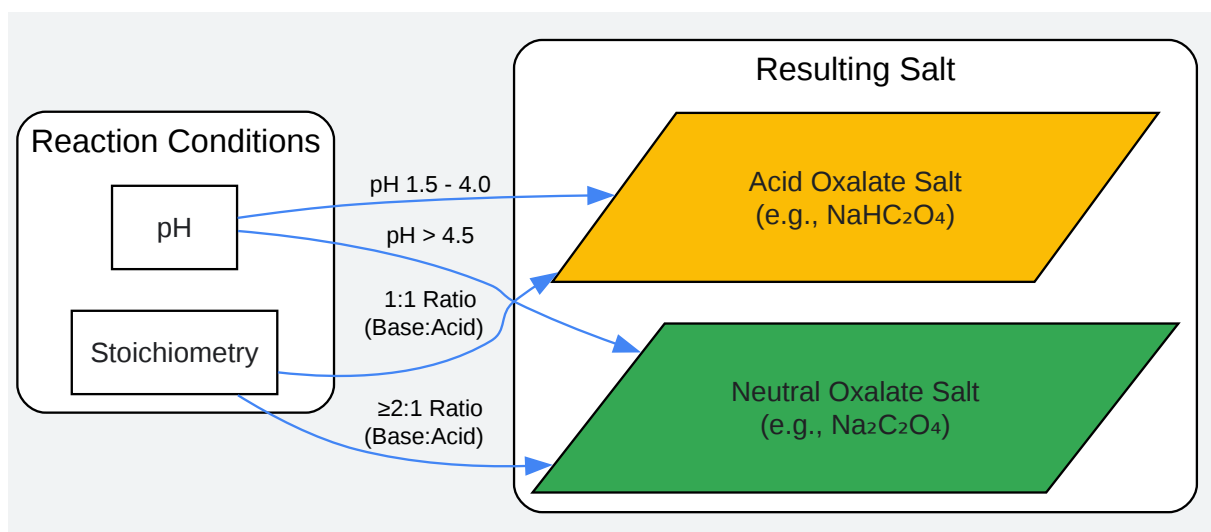 Resulting Salt
Reaction Conditions
pH
Stoichiometry
pH 1.5 - 4.0
pH > 4.5
1:1 Ratio
(Base:Acid)
≥2:1 Ratio
(Base:Acid)
Acid Oxalate Salt
(e.g., NaHC₂O₄)
Neutral Oxalate Salt
(e.g., Na₂C₂O₄)